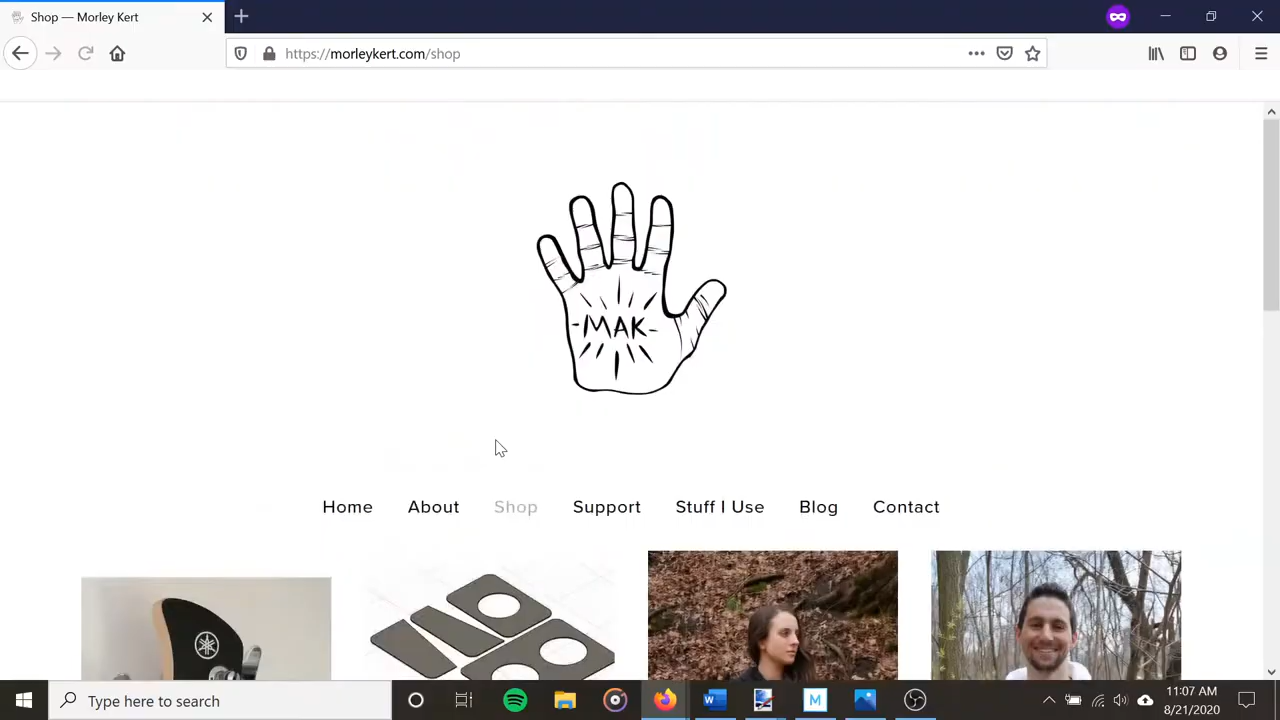 Shop — Morley Kert
https://morleykert.com/shop
-MAK-
Home About Shop Support Stuff I Use Blog Contact
Type here to search
W
M
11:07 AM
8/21/2020